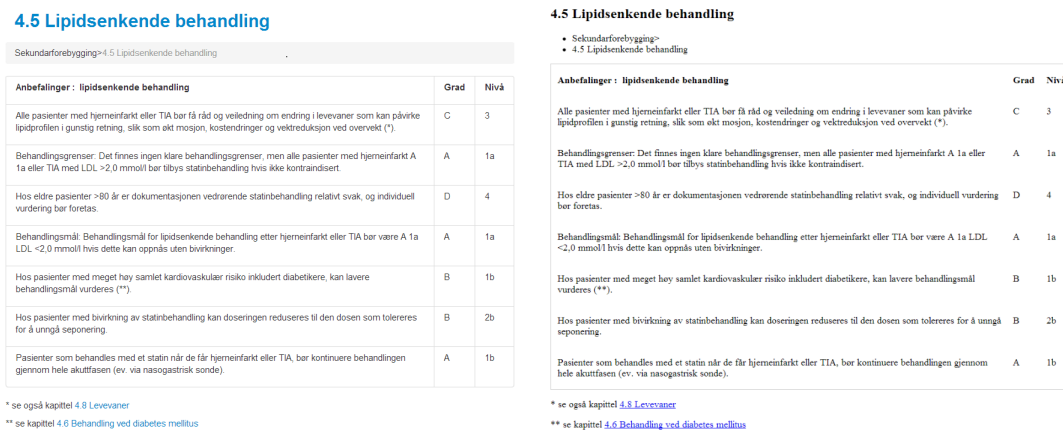 4.5 Lipidsenkende behandling
Sekundarforebygging>4.5 Lipidsenkende behandling
Anbefalinger : lipidsenkende behandling Grad Nivå
Alle pasienter med hjerneinfarkt eller TIA bør få råd og veiledning om endring i levevaner som kan påvirke C 3
lipidprofilen i gunstig retning, slik som økt mosjon, kostendringer og vektreduksjon ved overvekt (*).
Behandlingsgrenser: Det finnes ingen klare behandlingsgrenser, men alle pasienter med hjerneinfarkt A A 1a
1a eller TIA med LDL >2,0 mmol/l bør tilbys statinbehandling hvis ikke kontraindisert.
Hos eldre pasienter >80 år er dokumentasjonen vedrørende statinbehandling relativt svak, og individuell D 4
vurdering bør foretas.
Behandlingsmål: Behandlingsmål for lipidsenkende behandling etter hjerneinfarkt eller TIA bør være A 1a A 1a
LDL <2,0 mmol/l hvis dette kan oppnås uten bivirkninger.
Hos pasienter med meget høy samlet kardiovaskulær risiko inkludert diabetikere, kan lavere B 1b
behandlingsmål vurderes (**).
Hos pasienter med bivirkning av statinbehandling kan doseringen reduseres til den dosen som tolereres B 2b
for å unngå seponering.
Pasienter som behandles med et statin når de får hjerneinfarkt eller TIA, bør kontinuere behandlingen A 1b
gjennom hele akuttfasen (ev. via nasogastrisk sonde).
* se også kapittel 4.8 Levevaner
** se kapittel 4.6 Behandling ved diabetes mellitus
4.5 Lipidsenkende behandling
• Sekundarforebygging>
• 4.5 Lipidsenkende behandling
Anbefalinger : lipidsenkende behandling Grad Nivå
Alle pasienter med hjerneinfarkt eller TIA bør få råd og veiledning om endring i levevaner som kan påvirke C 3
lipidprofilen i gunstig retning, slik som økt mosjon, kostendringer og vektreduksjon ved overvekt (*).
Behandlingsgrenser: Det finnes ingen klare behandlingsgrenser, men alle pasienter med hjerneinfarkt A 1a eller A 1a
TIA med LDL >2,0 mmol/l bør tilbys statinbehandling hvis ikke kontraindisert.
Hos eldre pasienter >80 år er dokumentasjonen vedrørende statinbehandling relativt svak, og individuell vurdering D 4
bør foretas.
Behandlingsmål: Behandlingsmål for lipidsenkende behandling etter hjerneinfarkt eller TIA bør være A 1a LDL A 1a
<2,0 mmol/l hvis dette kan oppnås uten bivirkninger.
Hos pasienter med meget høy samlet kardiovaskulær risiko inkludert diabetikere, kan lavere behandlingsmål B 1b
vurderes (**).
Hos pasienter med bivirkning av statinbehandling kan doseringen reduseres til den dosen som tolereres for å unngå B 2b
seponering.
Pasienter som behandles med et statin når de får hjerneinfarkt eller TIA, bør kontinuere behandlingen gjennom A 1b
hele akuttfasen (ev. via nasogastrisk sonde).
* se også kapittel 4.8 Levevaner
** se kapittel 4.6 Behandling ved diabetes mellitus